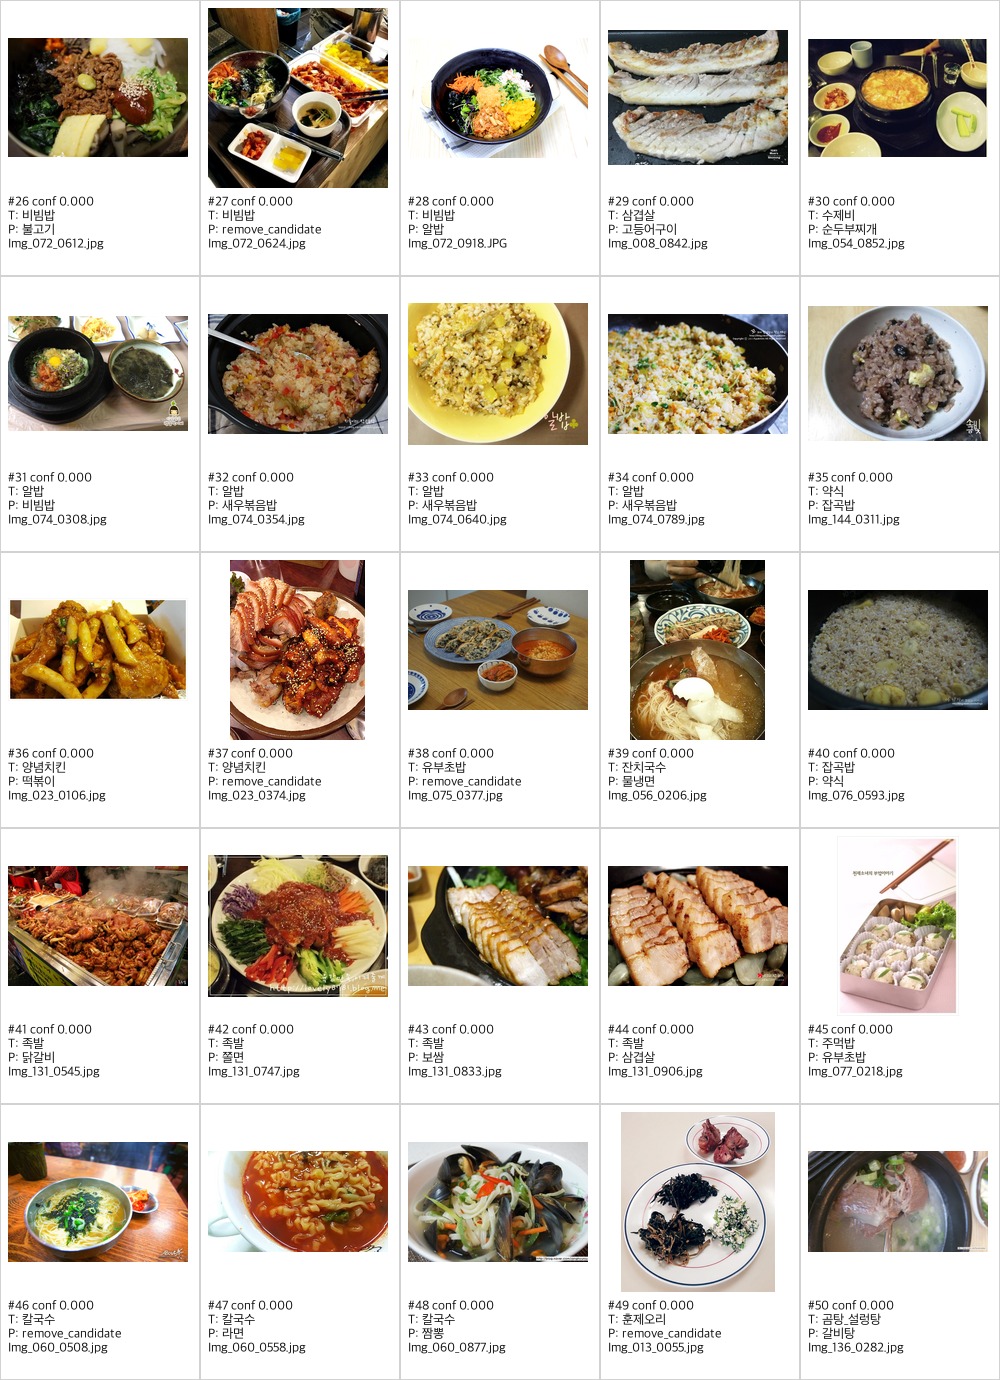 #26 conf 0.000
T: 비빔밥
P: 불고기
Img_072_0612.jpg
#27 conf 0.000
T: 비빔밥
P: remove_candidate
Img_072_0624.jpg
#28 conf 0.000
T: 비빔밥
P: 알밥
Img_072_0918.JPG
#29 conf 0.000
T: 삼겹살
P: 고등어구이
Img_008_0842.jpg
#30 conf 0.000
T: 수제비
P: 순두부찌개
Img_054_0852.jpg
#31 conf 0.000
T: 알밥
P: 비빔밥
Img_074_0308.jpg
#32 conf 0.000
T: 알밥
P: 새우볶음밥
Img_074_0354.jpg
알밥
#33 conf 0.000
T: 알밥
P: 새우볶음밥
Img_074_0640.jpg
#34 conf 0.000
T: 알밥
P: 새우볶음밥
Img_074_0789.jpg
#35 conf 0.000
T: 약식
P: 잡곡밥
Img_144_0311.jpg
#36 conf 0.000
T: 양념치킨
P: 떡볶이
Img_023_0106.jpg
#37 conf 0.000
T: 양념치킨
P: remove_candidate
Img_023_0374.jpg
#38 conf 0.000
T: 유부초밥
P: remove_candidate
Img_075_0377.jpg
#39 conf 0.000
T: 잔치국수
P: 물냉면
Img_056_0206.jpg
#40 conf 0.000
T: 잡곡밥
P: 약식
Img_076_0593.jpg
#41 conf 0.000
T: 족발
P: 닭갈비
Img_131_0545.jpg
#42 conf 0.000
T: 족발
P: 쫄면
Img_131_0747.jpg
#43 conf 0.000
T: 족발
P: 보쌈
Img_131_0833.jpg
#44 conf 0.000
T: 족발
P: 삼겹살
Img_131_0906.jpg
#45 conf 0.000
T: 주먹밥
P: 유부초밥
Img_077_0218.jpg
#46 conf 0.000
T: 칼국수
P: remove_candidate
Img_060_0508.jpg
#47 conf 0.000
T: 칼국수
P: 라면
Img_060_0558.jpg
#48 conf 0.000
T: 칼국수
P: 짬뽕
Img_060_0877.jpg
#49 conf 0.000
T: 훈제오리
P: remove_candidate
Img_013_0055.jpg
#50 conf 0.000
T: 곰탕_설렁탕
P: 갈비탕
Img_136_0282.jpg